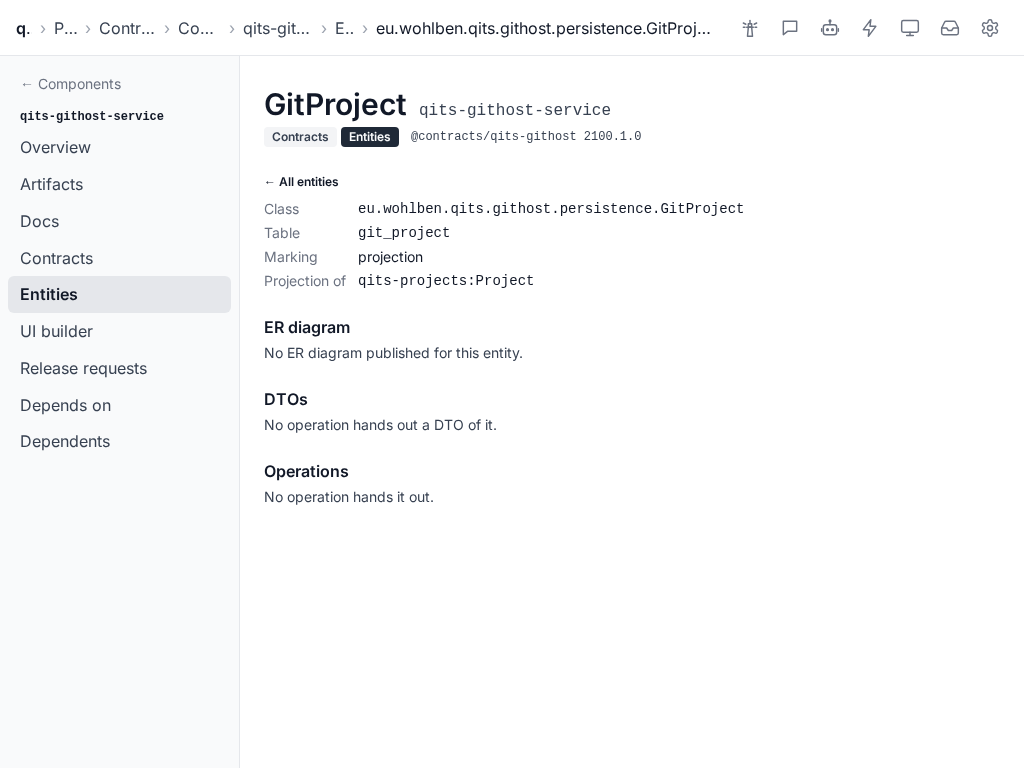 q. › P... › Contr... › Co... › qits-git... › E.. › eu.wohlben.qits.githost.persistence.GitProj...
← Components
qits-githost-service
Overview
Artifacts
Docs
Contracts
Entities
UI builder
Release requests
Depends on
Dependents
GitProject qits-githost-service
Contracts Entities @contracts/qits-githost 2100.1.0
← All entities
Class eu.wohlben.qits.githost.persistence.GitProject
Table git_project
Marking projection
Projection of qits-projects:Project
ER diagram
No ER diagram published for this entity.
DTOs
No operation hands out a DTO of it.
Operations
No operation hands it out.